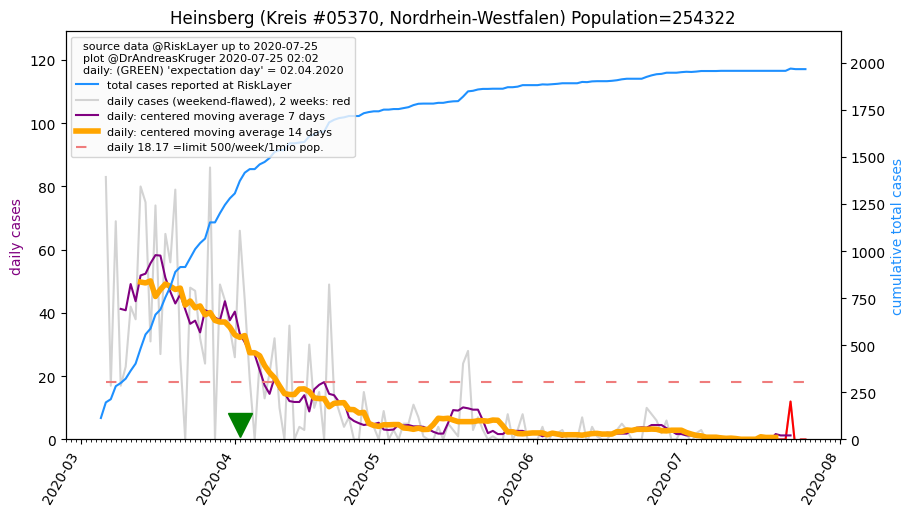 Heinsberg (Kreis #05370, Nordrhein-Westfalen) Population=254322
source data @RiskLayer up to 2020-07-25
plot @DrAndreasKruger 2020-07-25 02:02
daily: (GREEN) 'expectation day' = 02.04.2020
total cases reported at RiskLayer
daily cases (weekend-flawed), 2 weeks: red
daily: centered moving average 7 days
daily: centered moving average 14 days
daily 18.17 =limit 500/week/1mio pop.
daily cases
120
100
80
60
40
20
0
cumulative total cases
2000
1750
1500
1250
1000
750
500
250
0
2020-03
2020-04
2020-05
2020-06
2020-07
2020-08